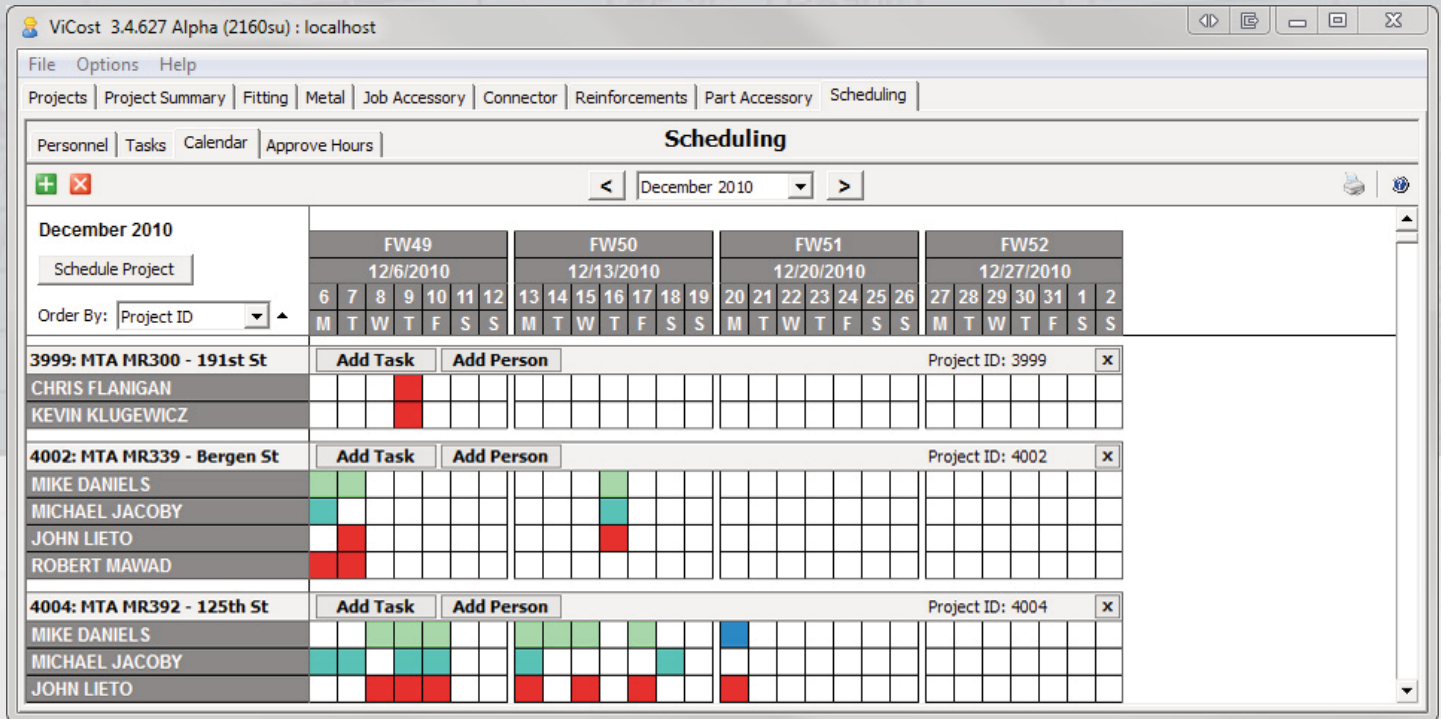 ViCost 3.4.627 Alpha (2160su) : localhost
File Options Help
Projects Project Summary Fitting Metal Job Accessory Connector Reinforcements Part Accessory Scheduling
Personnel Tasks Calendar Approve Hours Scheduling
< December 2010 >
December 2010
Schedule Project
Order By: Project ID
FW49 FW50 FW51 FW52
12/6/2010 12/13/2010 12/20/2010 12/27/2010
6 7 8 9 10 11 12 13 14 15 16 17 18 19 20 21 22 23 24 25 26 27 28 29 30 31 1 2
M T W T F S S M T W T F S S M T W T F S S M T W T F S S
3999: MTA MR300 - 191st St Add Task Add Person Project ID: 3999 x
CHRIS FLANIGAN
KEVIN KLUGEWICZ
4002: MTA MR339 - Bergen St Add Task Add Person Project ID: 4002 x
MIKE DANIELS
MICHAEL JACOBY
JOHN LIETO
ROBERT MAWAD
4004: MTA MR392 - 125th St Add Task Add Person Project ID: 4004 x
MIKE DANIELS
MICHAEL JACOBY
JOHN LIETO